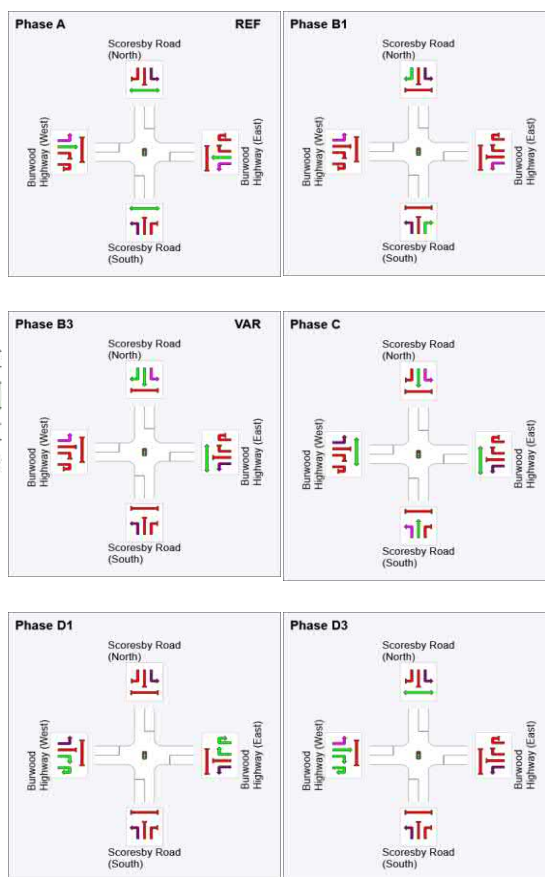 Phase A REF
Scoresby Road
(North)
Burwood
Highway (West)
Burwood
Highway (East)
Scoresby Road
(South)
Phase B1
Scoresby Road
(North)
Burwood
Highway (West)
Burwood
Highway (East)
Scoresby Road
(South)
Phase B3 VAR
Scoresby Road
(North)
Burwood
Highway (West)
Burwood
Highway (East)
Scoresby Road
(South)
Phase C
Scoresby Road
(North)
Burwood
Highway (West)
Burwood
Highway (East)
Scoresby Road
(South)
Phase D1
Scoresby Road
(North)
Burwood
Highway (West)
Burwood
Highway (East)
Scoresby Road
(South)
Phase D3
Scoresby Road
(North)
Burwood
Highway (West)
Burwood
Highway (East)
Scoresby Road
(South)